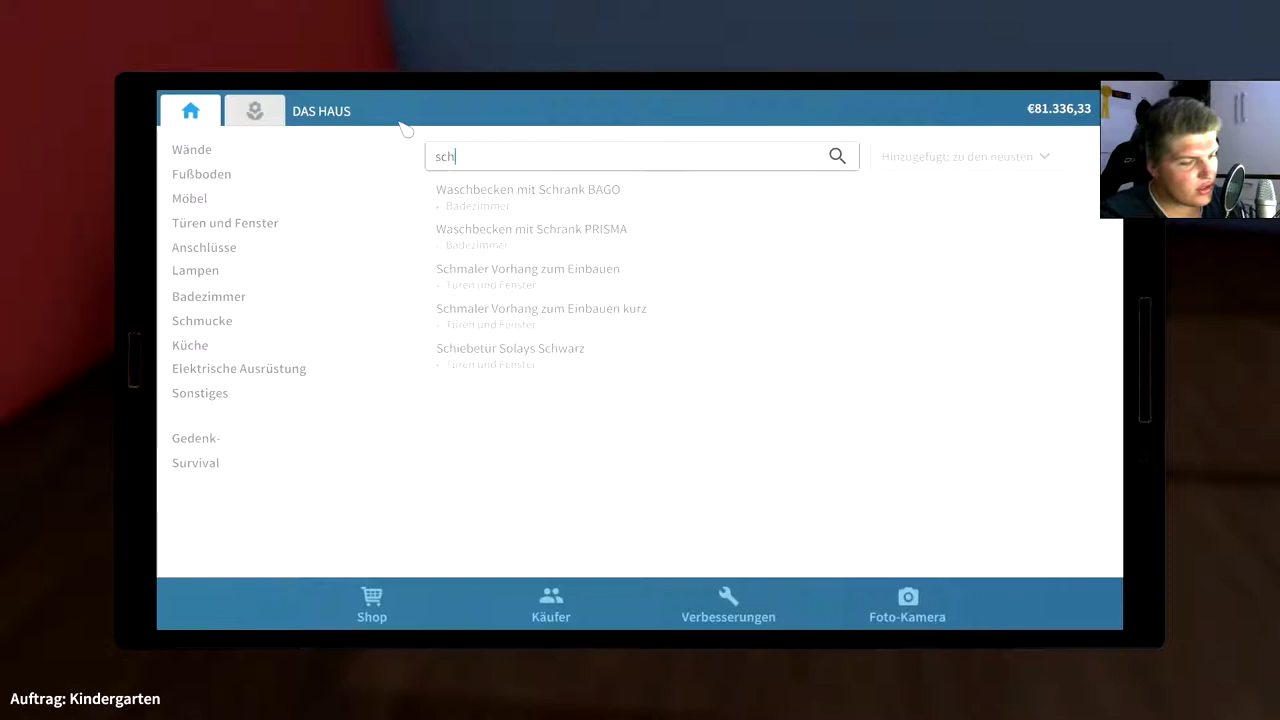 DAS HAUS
€81.336,33
Wände
Fußboden
Möbel
Türen und Fenster
Anschlüsse
Lampen
Badezimmer
Schmucke
Küche
Elektrische Ausrüstung
Sonstiges
Gedenk-
Survival
sch
Hinzugefügt: zu den neusten
Waschbecken mit Schrank BAGO
- Badezimmer
Waschbecken mit Schrank PRISMA
- Badezimmer
Schmaler Vorhang zum Einbauen
- Türen und Fenster
Schmaler Vorhang zum Einbauen kurz
- Türen und Fenster
Schiebetür Solays Schwarz
- Türen und Fenster
Shop
Käufer
Verbesserungen
Foto-Kamera
Auftrag: Kindergarten